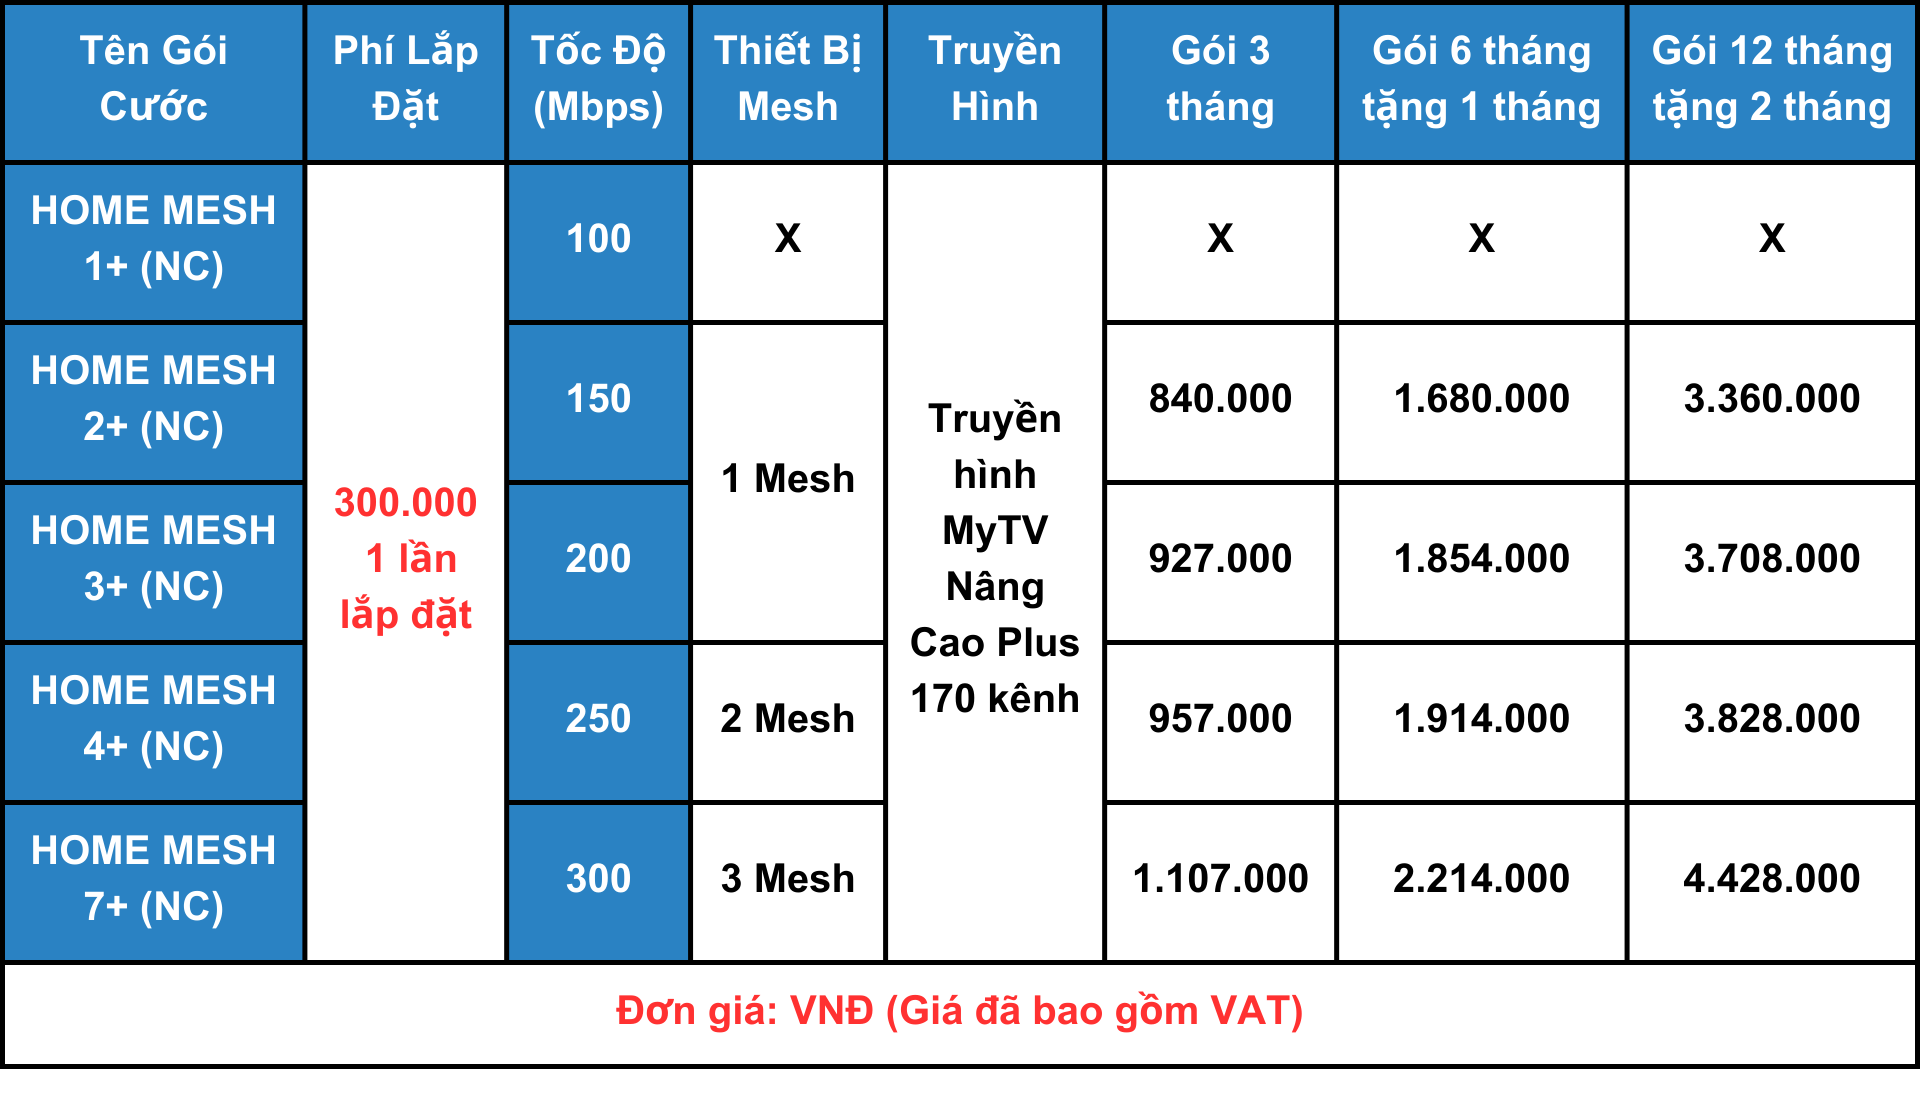 Tên Gói
Cước
Phí Lắp
Đặt
Tốc Độ
(Mbps)
Thiết Bị
Mesh
Truyền
Hình
Gói 3
tháng
Gói 6 tháng
tặng 1 tháng
Gói 12 tháng
tặng 2 tháng
HOME MESH
1+ (NC)
300.000
1 lần
lắp đặt
100
X
Truyền
hình
MyTV
Nâng
Cao Plus
170 kênh
X
X
X
HOME MESH
2+ (NC)
150
1 Mesh
840.000
1.680.000
3.360.000
HOME MESH
3+ (NC)
200
927.000
1.854.000
3.708.000
HOME MESH
4+ (NC)
250
2 Mesh
957.000
1.914.000
3.828.000
HOME MESH
7+ (NC)
300
3 Mesh
1.107.000
2.214.000
4.428.000
Đơn giá: VNĐ (Giá đã bao gồm VAT)